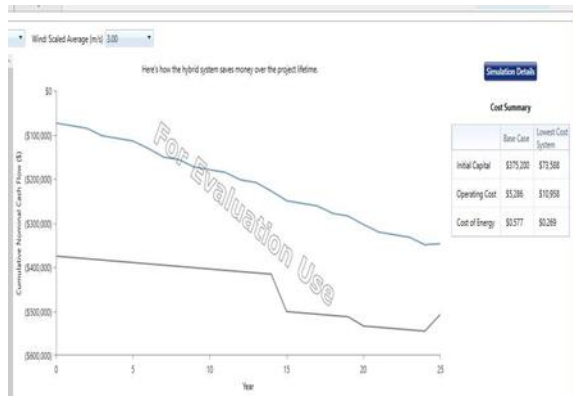 Wind: Scaled Average (m/s) 3.00
Here's how the hybrid system saves money over the project lifetime.
Simulation Details
Cost Summary
Base Case Lowest Cost System
Initial Capital $375,200 $73,588
Operating Cost $5,286 $10,958
Cost of Energy $0.577 $0.269
Cumulative Nominal Cash Flow ($)
$0
($100,000)
($200,000)
($300,000)
($400,000)
($500,000)
($600,000)
0 5 10 15 20 25
Year
For Evaluation Use